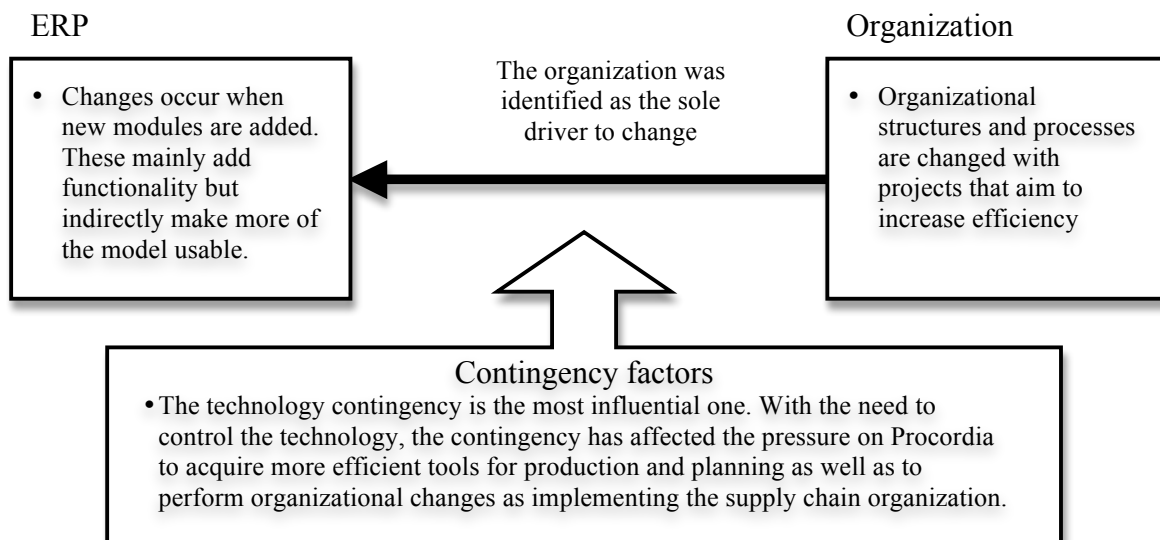 ERP
Organization
• Changes occur when
new modules are added.
These mainly add
functionality but
indirectly make more of
the model usable.
The organization was
identified as the sole
driver to change
• Organizational
structures and processes
are changed with
projects that aim to
increase efficiency
Contingency factors
• The technology contingency is the most influential one. With the need to
control the technology, the contingency has affected the pressure on Procordia
to acquire more efficient tools for production and planning as well as to
perform organizational changes as implementing the supply chain organization.